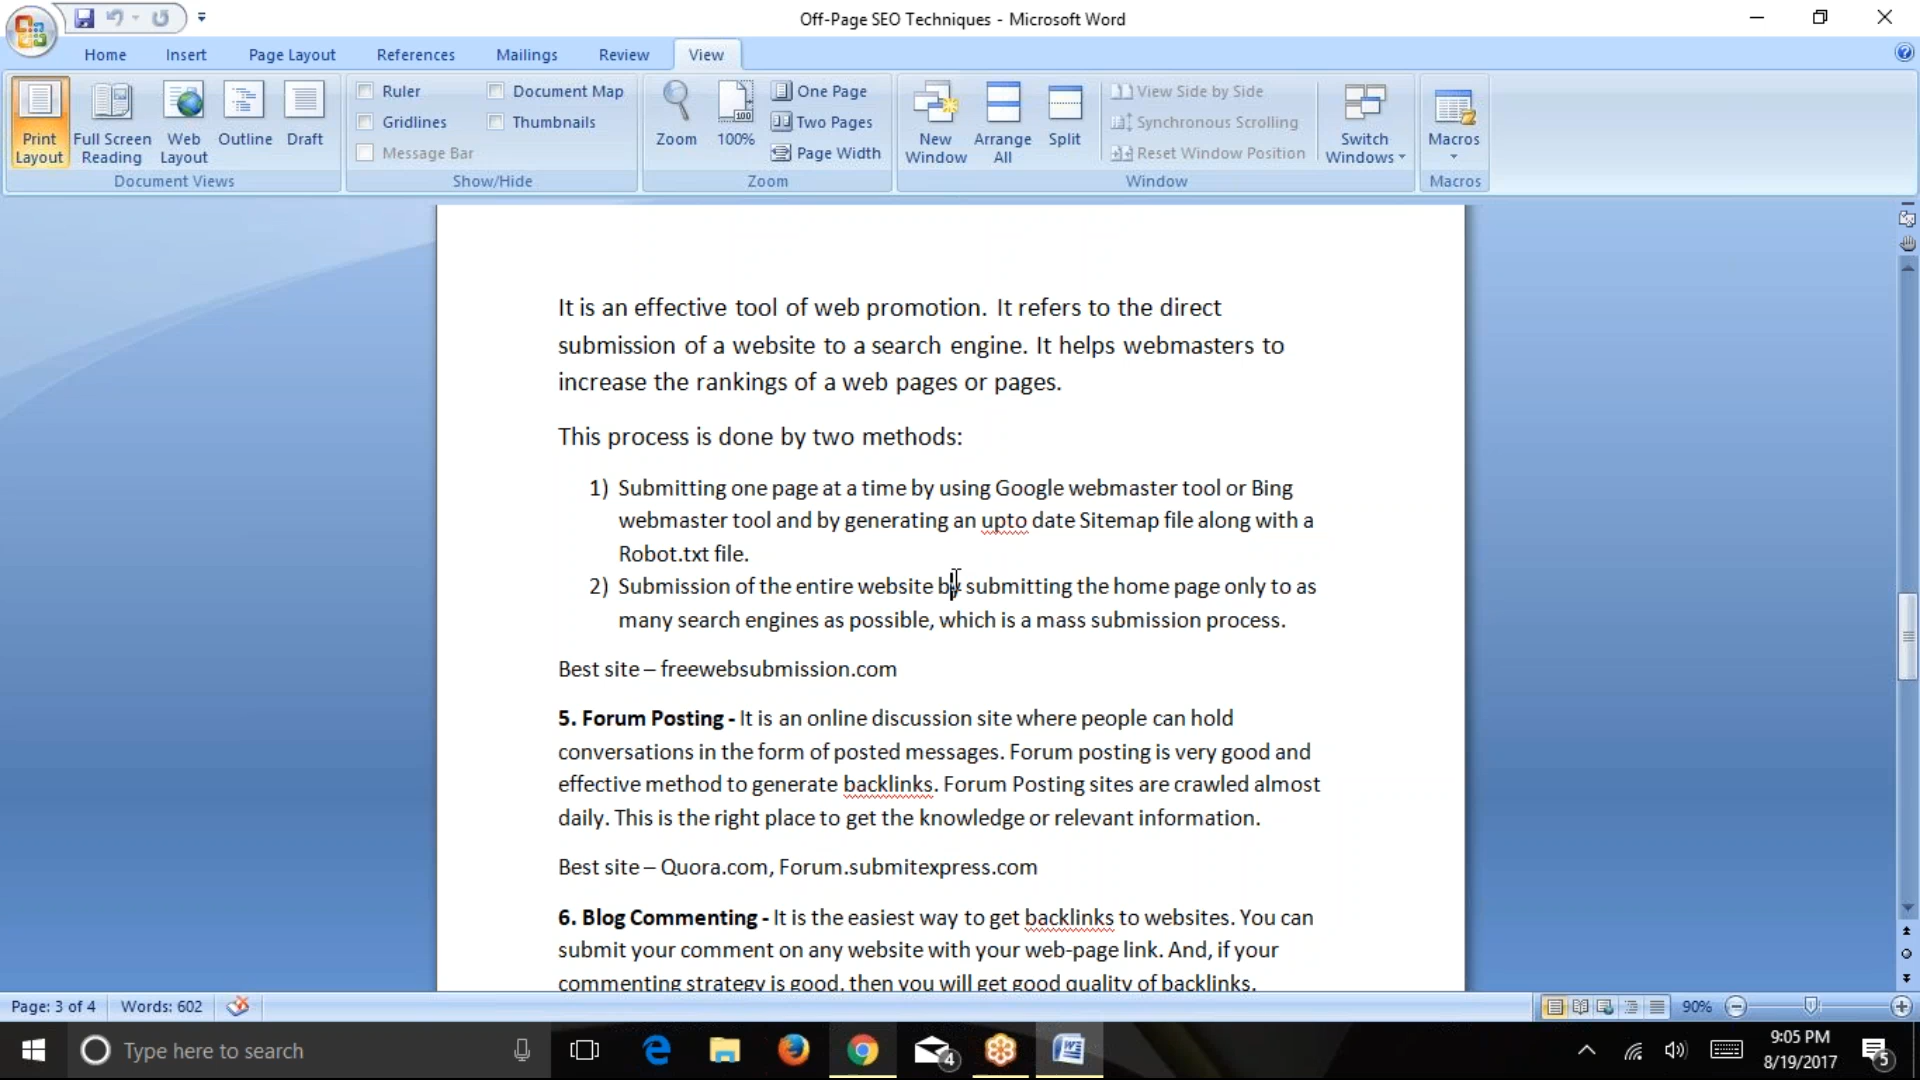 Off-Page SEO Techniques - Microsoft Word
Home Insert Page Layout References Mailings Review View
Print Layout
Full Screen Reading
Web Layout
Outline
Draft
Document Views
Ruler
Gridlines
Message Bar
Document Map
Thumbnails
Show/Hide
Zoom
100
100%
One Page
Two Pages
Page Width
Zoom
New Window
Arrange All
Split
View Side by Side
Synchronous Scrolling
Reset Window Position
Window
Switch Windows
Macros
Macros
It is an effective tool of web promotion. It refers to the direct
submission of a website to a search engine. It helps webmasters to
increase the rankings of a web pages or pages.
This process is done by two methods:
1) Submitting one page at a time by using Google webmaster tool or Bing
webmaster tool and by generating an upto date Sitemap file along with a
Robot.txt file.
2) Submission of the entire website by submitting the home page only to as
many search engines as possible, which is a mass submission process.
Best site – freewebsubmission.com
5. Forum Posting - It is an online discussion site where people can hold
conversations in the form of posted messages. Forum posting is very good and
effective method to generate backlinks. Forum Posting sites are crawled almost
daily. This is the right place to get the knowledge or relevant information.
Best site – Quora.com, Forum.submitexpress.com
6. Blog Commenting - It is the easiest way to get backlinks to websites. You can
submit your comment on any website with your web-page link. And, if your
commenting strategy is good, then you will get good quality of backlinks.
Page: 3 of 4 Words: 602 90%
Type here to search
4
9:05 PM
8/19/2017
5